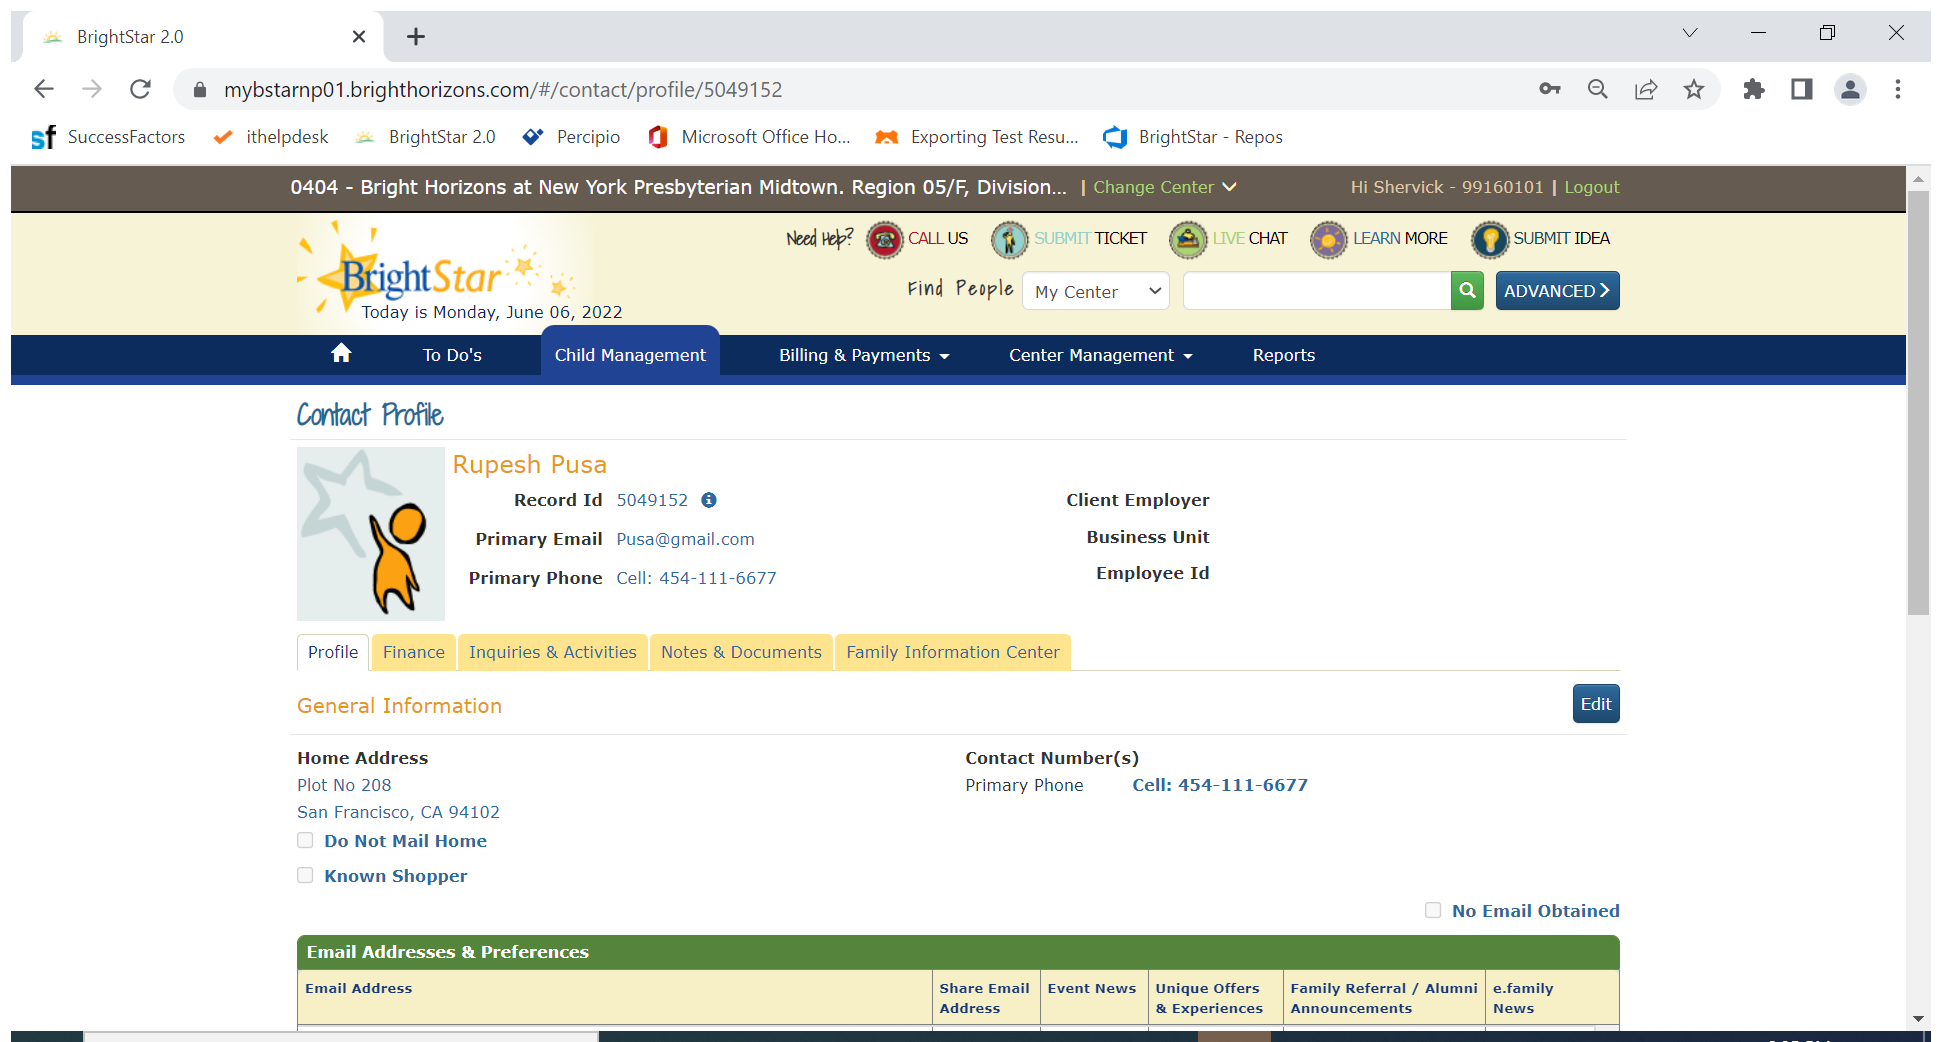 BrightStar 2.0
mybstarnp01.brighthorizons.com/#/contact/profile/5049152
SuccessFactors ithelpdesk BrightStar 2.0 Percipio Microsoft Office Ho... Exporting Test Resu... BrightStar - Repos
0404 - Bright Horizons at New York Presbyterian Midtown. Region 05/F, Division... | Change Center Hi Shervick - 99160101 | Logout
Need Help? CALL US SUBMIT TICKET LIVE CHAT LEARN MORE SUBMIT IDEA
BrightStar
Find People My Center ADVANCED
Today is Monday, June 06, 2022
To Do's Child Management Billing & Payments Center Management Reports
Contact Profile
Rupesh Pusa
Record Id 5049152 Client Employer
Primary Email Pusa@gmail.com Business Unit
Primary Phone Cell: 454-111-6677 Employee Id
Profile Finance Inquiries & Activities Notes & Documents Family Information Center
General Information Edit
Home Address Contact Number(s)
Plot No 208 Primary Phone Cell: 454-111-6677
San Francisco, CA 94102
Do Not Mail Home
Known Shopper
No Email Obtained
Email Addresses & Preferences
Email Address Share Email Address Event News Unique Offers & Experiences Family Referral / Alumni Announcements e.family News